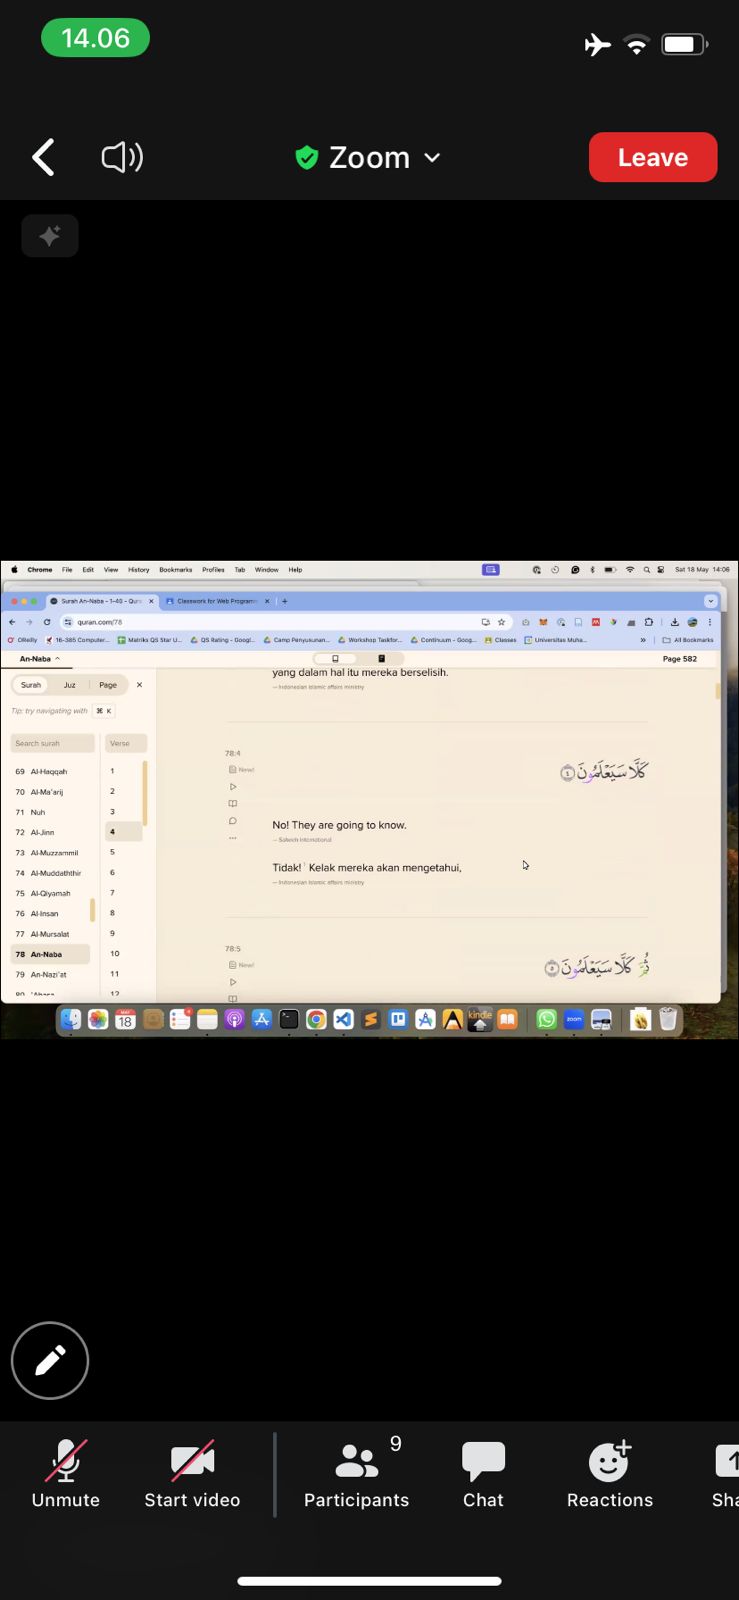 14.06
Zoom
Leave
Chrome File Edit View History Bookmarks Profiles Tab Window Help
Sat 18 May 14:06
Surah An-Naba - 1-40 - Qura
Classwork for Web Programm
quran.com/78
OReilly
16-385 Computer...
Matriks QS Star U...
QS Rating - Googl...
Camp Penyusunan...
Workshop Taskfor...
Continuum - Goog...
Classes
Universitas Muha...
All Bookmarks
An-Naba
Page 582
Surah Juz Page
Tip: try navigating with ⌘ K
Search surah
Verse
69 Al-Haqqah
70 Al-Ma'arij
71 Nuh
72 Al-Jinn
73 Al-Muzzammil
74 Al-Muddaththir
75 Al-Qiyamah
76 Al-Insan
77 Al-Mursalat
78 An-Naba
79 An-Nazi'at
80 'Abasa
1
2
3
4
5
6
7
8
9
10
11
12
yang dalam hal itu mereka berselisih.
— Indonesian Islamic affairs ministry
78:4
New!
كَلَّا سَيَعْلَمُونَ ٤
No! They are going to know.
— Saheeh International
Tidak! Kelak mereka akan mengetahui,
— Indonesian Islamic affairs ministry
78:5
New!
ثُمَّ كَلَّا سَيَعْلَمُونَ ٥
MAY
18
kindle
zoom
9
Unmute
Start video
Participants
Chat
Reactions
Sha